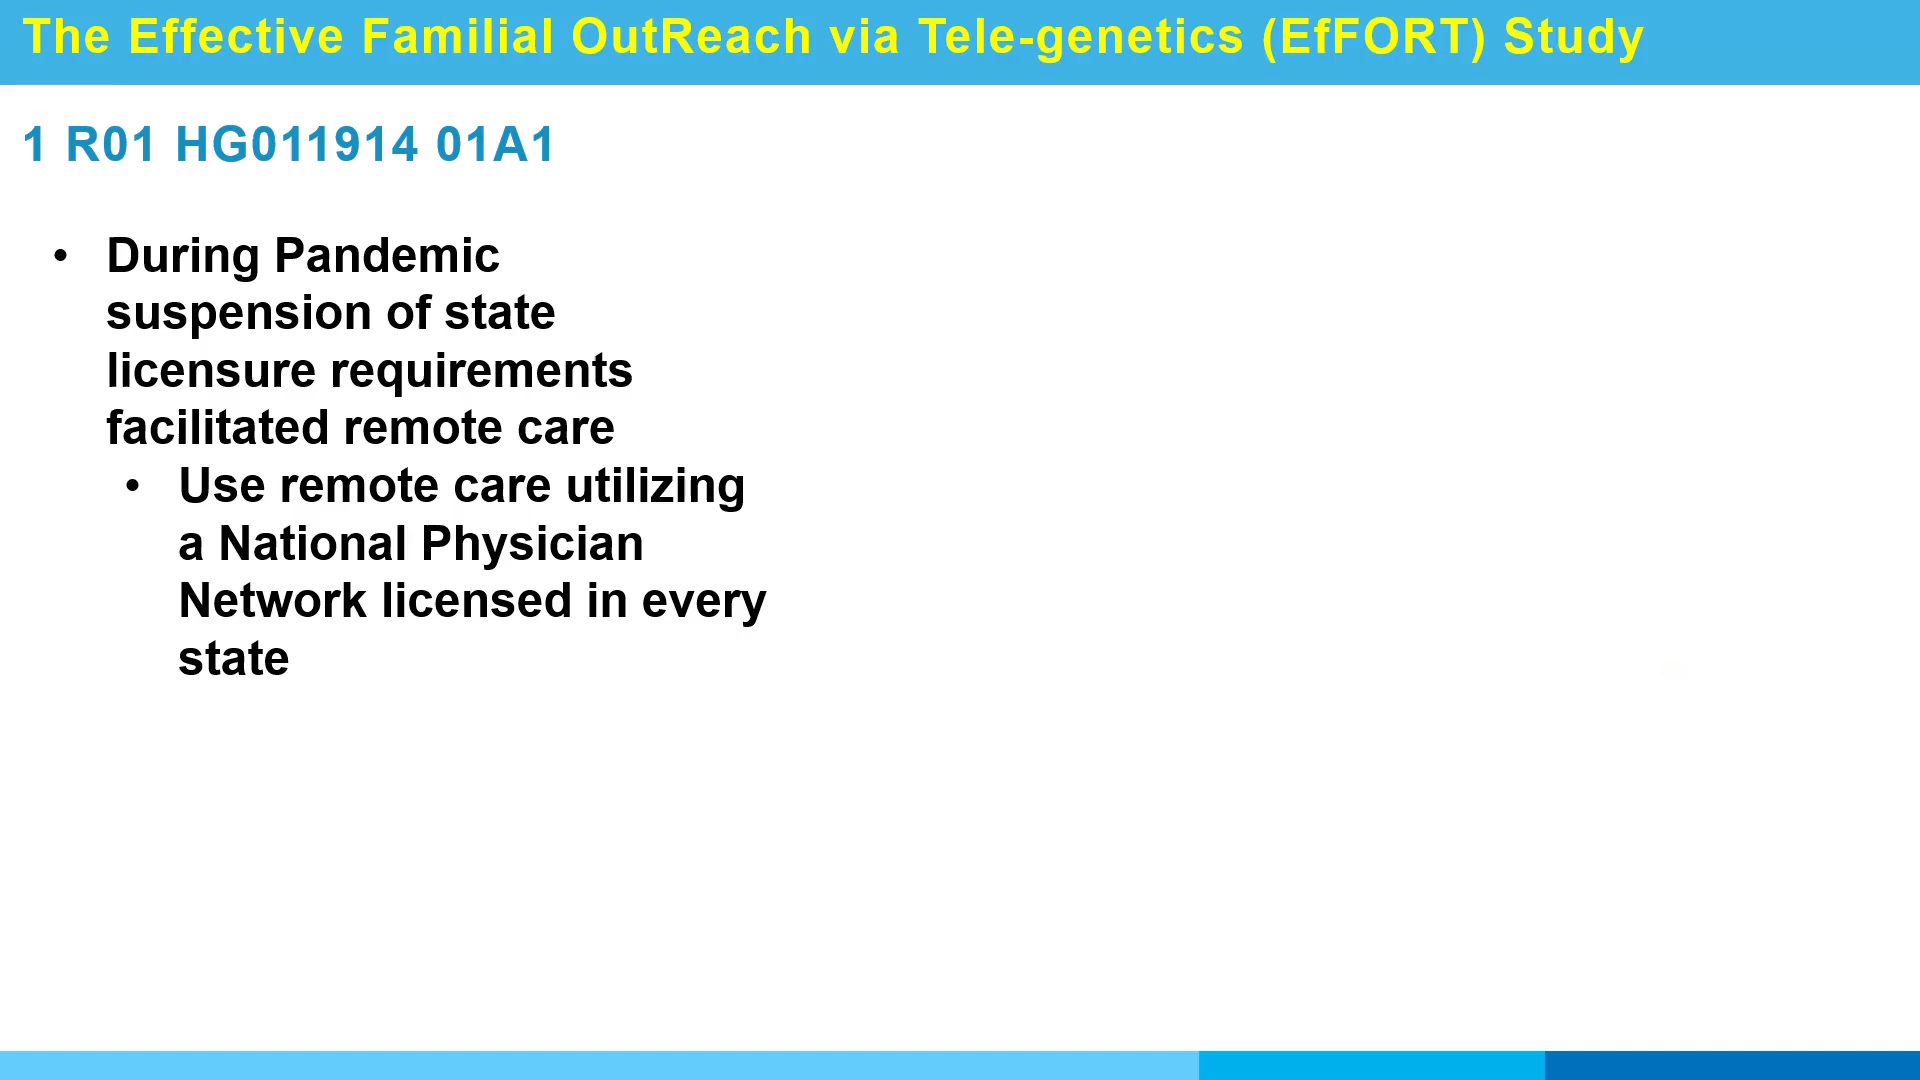 The Effective Familial OutReach via Tele-genetics (EfFORT) Study
1 R01 HG011914 01A1
• During Pandemic
suspension of state
licensure requirements
facilitated remote care
• Use remote care utilizing
a National Physician
Network licensed in every
state